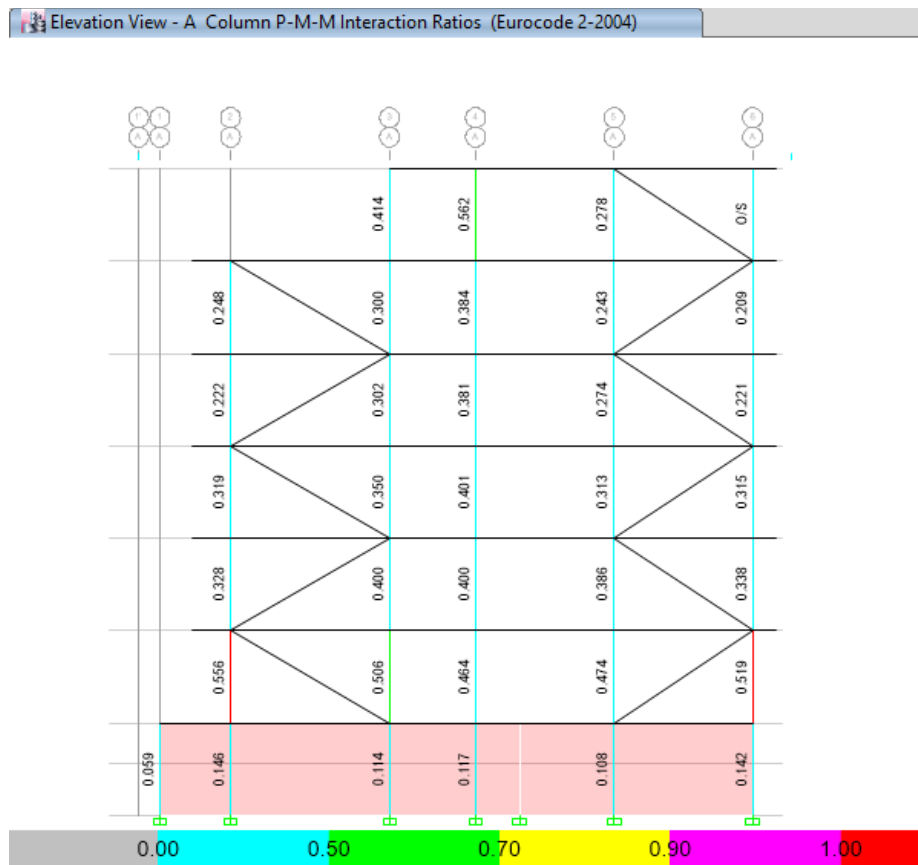 Elevation View - A Column P-M-M Interaction Ratios (Eurocode 2-2004)
1' 1 2 3 4 5 6
A A A A A A A
0.414 0.562 0.278 O/S
0.248 0.300 0.384 0.243 0.209
0.222 0.302 0.381 0.274 0.221
0.319 0.350 0.401 0.313 0.315
0.328 0.400 0.400 0.386 0.338
0.556 0.506 0.464 0.474 0.519
0.059 0.146 0.114 0.117 0.108 0.142
0.00 0.50 0.70 0.90 1.00